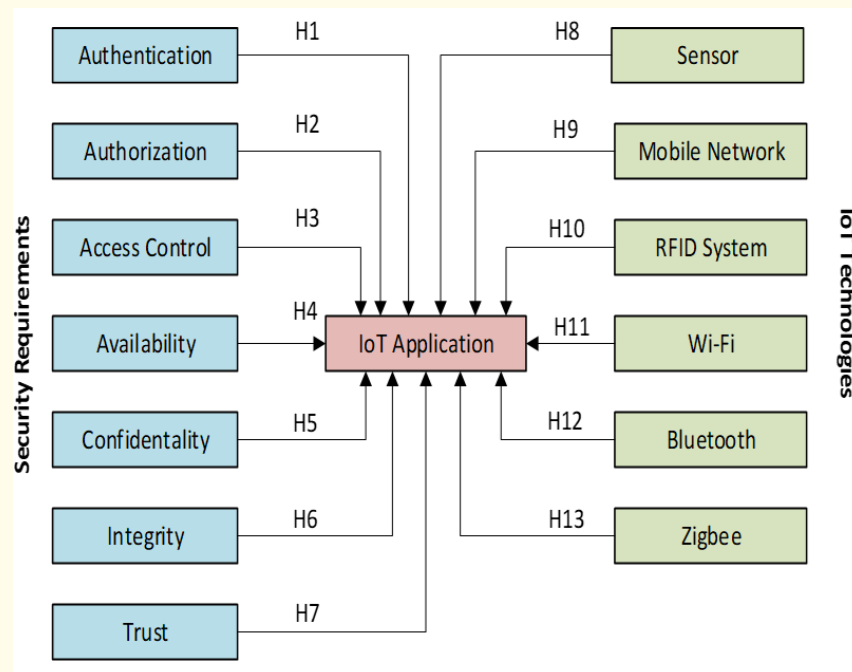 Security Requirements
Authentication
H1
Authorization
H2
Access Control
H3
Availability
H4
Confidentality
H5
Integrity
H6
Trust
H7
IoT Application
H8
Sensor
H9
Mobile Network
H10
RFID System
H11
Wi-Fi
H12
Bluetooth
H13
Zigbee
IoT Technologies